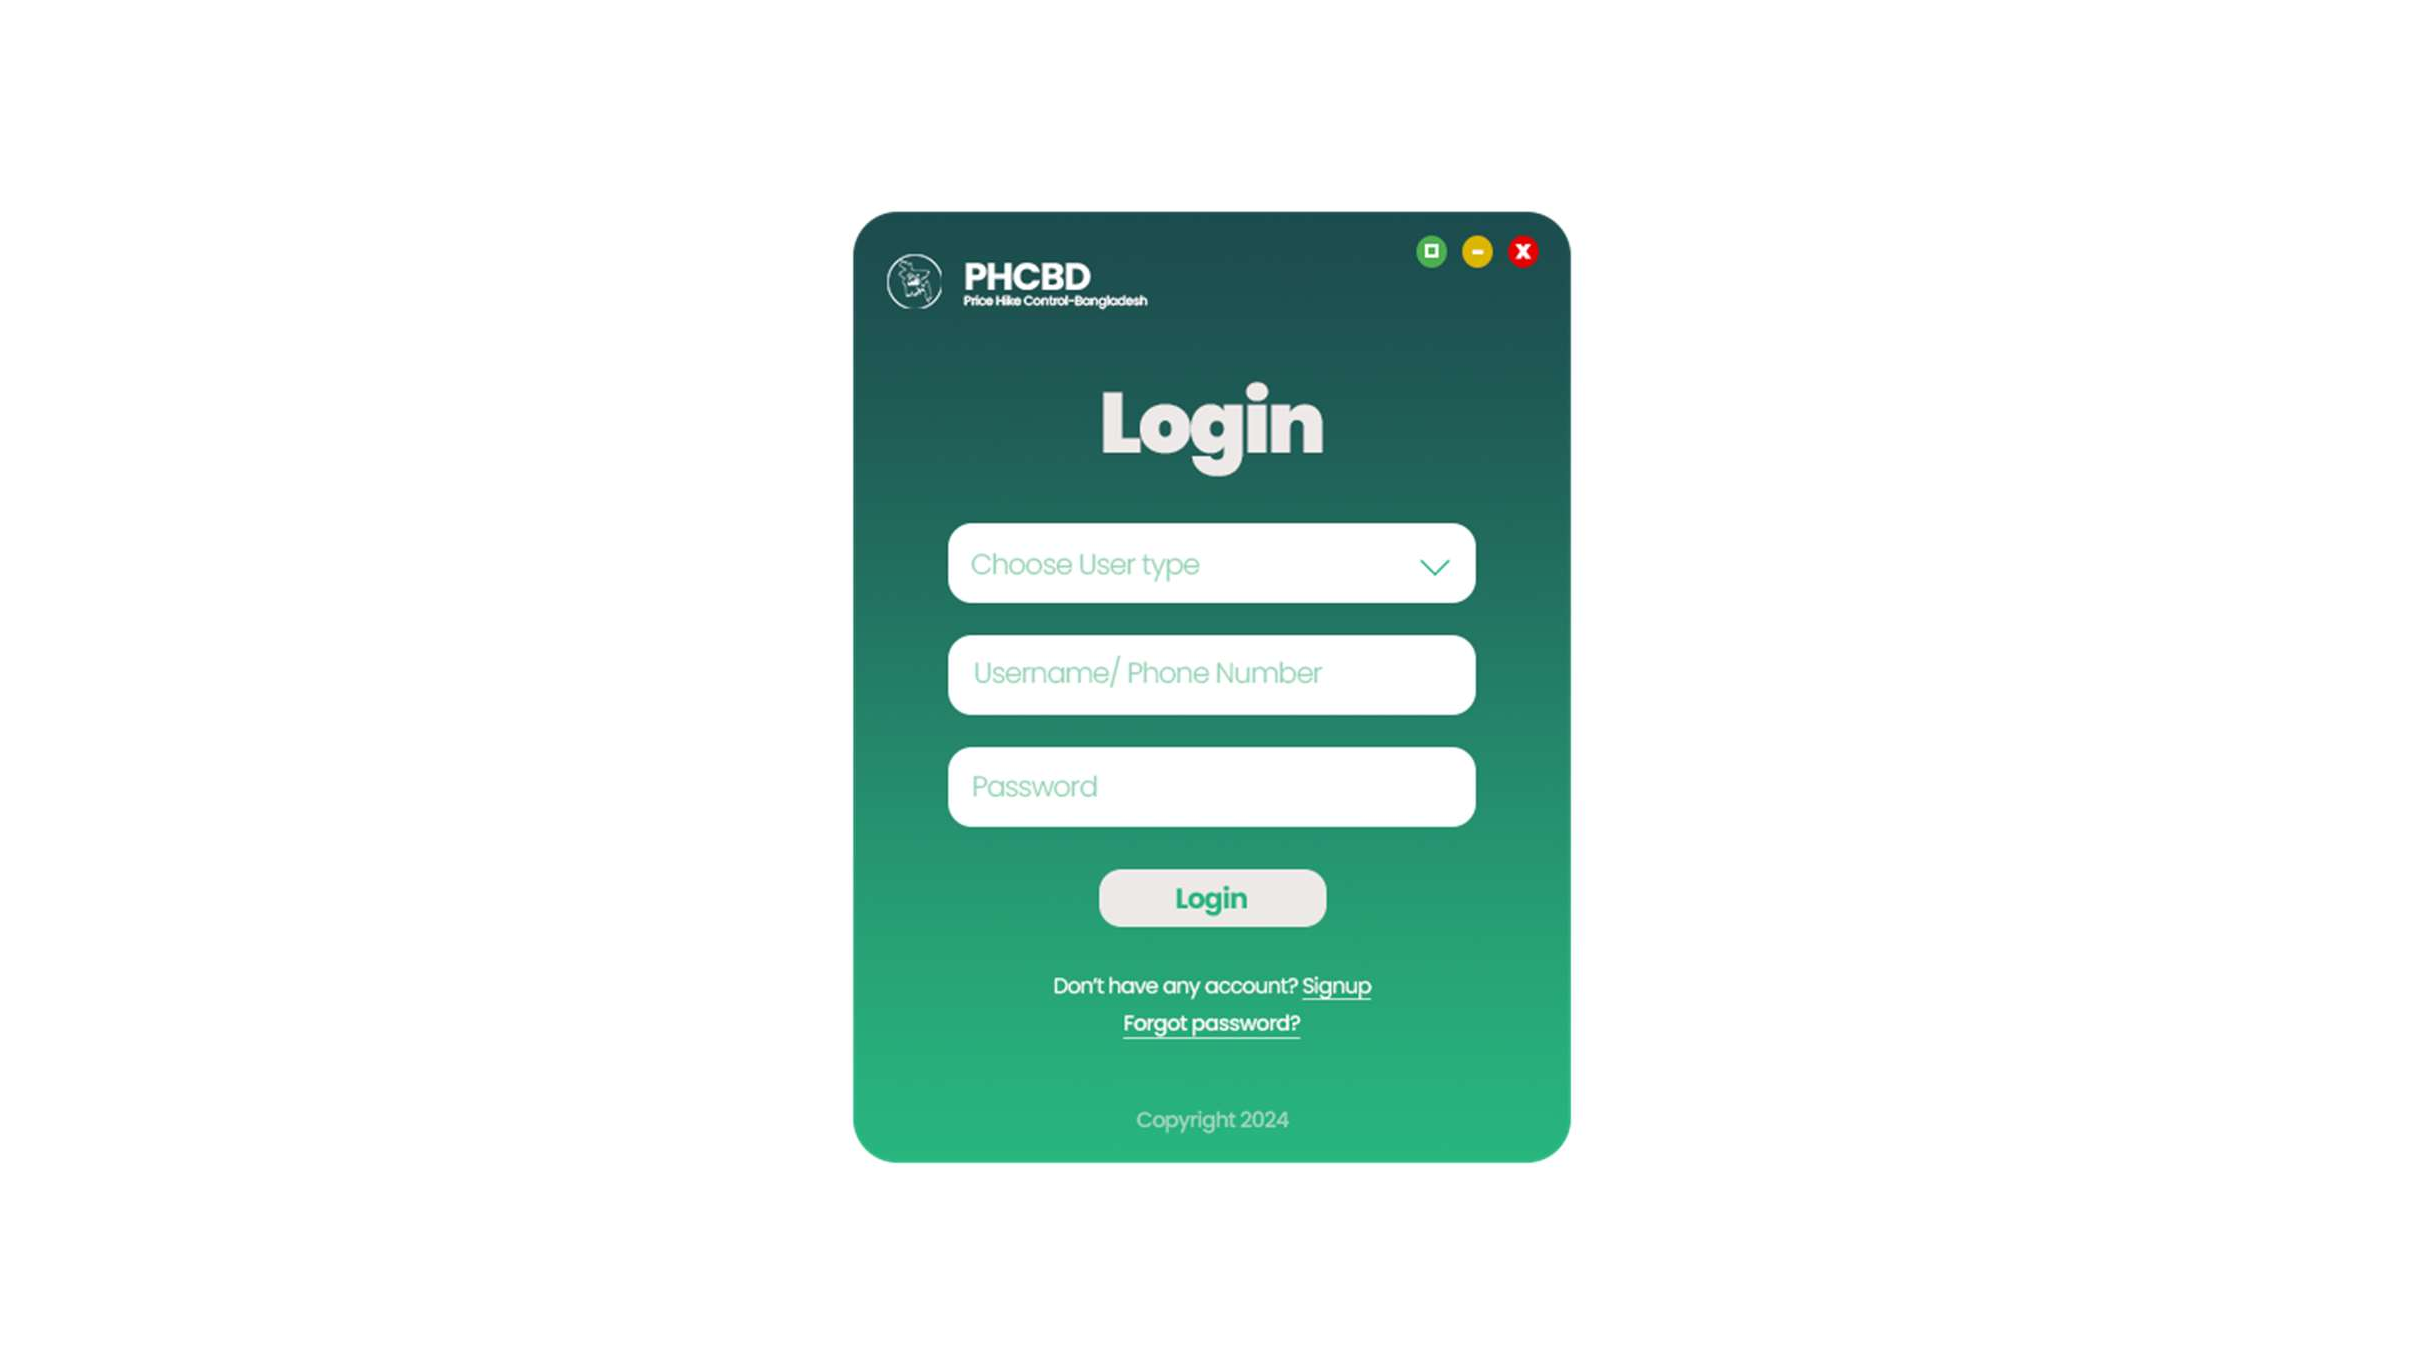 PHCBD
Price Hike Control-Bangladesh
Login
Choose User type
Username/ Phone Number
Password
Login
Don't have any account? Signup
Forgot password?
Copyright 2024